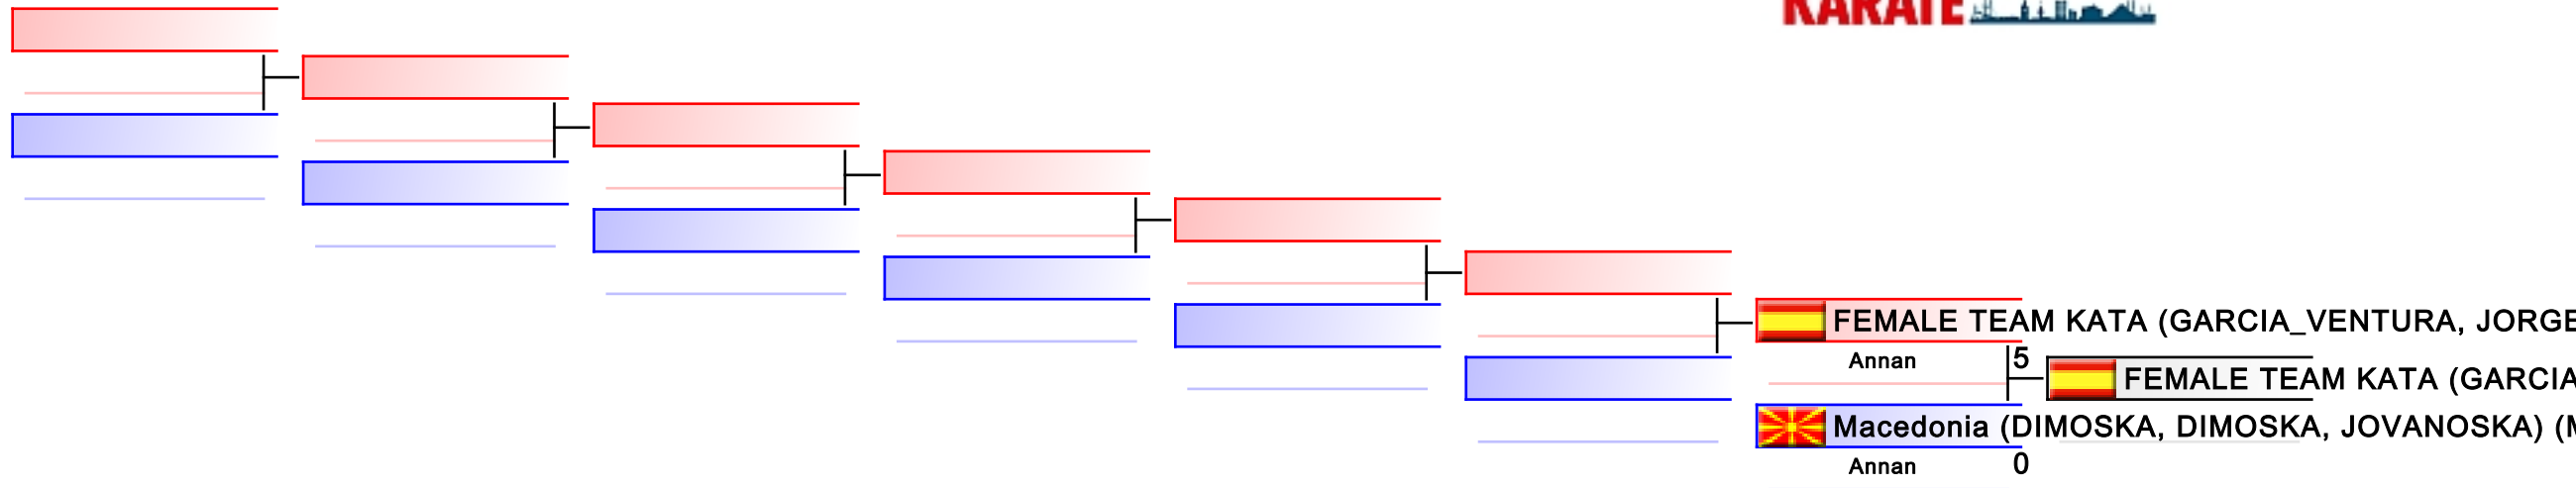 KARATE
FEMALE TEAM KATA (GARCIA_VENTURA, JORGE
Annan
5
FEMALE TEAM KATA (GARCIA
Macedonia (DIMOSKA, DIMOSKA, JOVANOSKA) (M
Annan
0